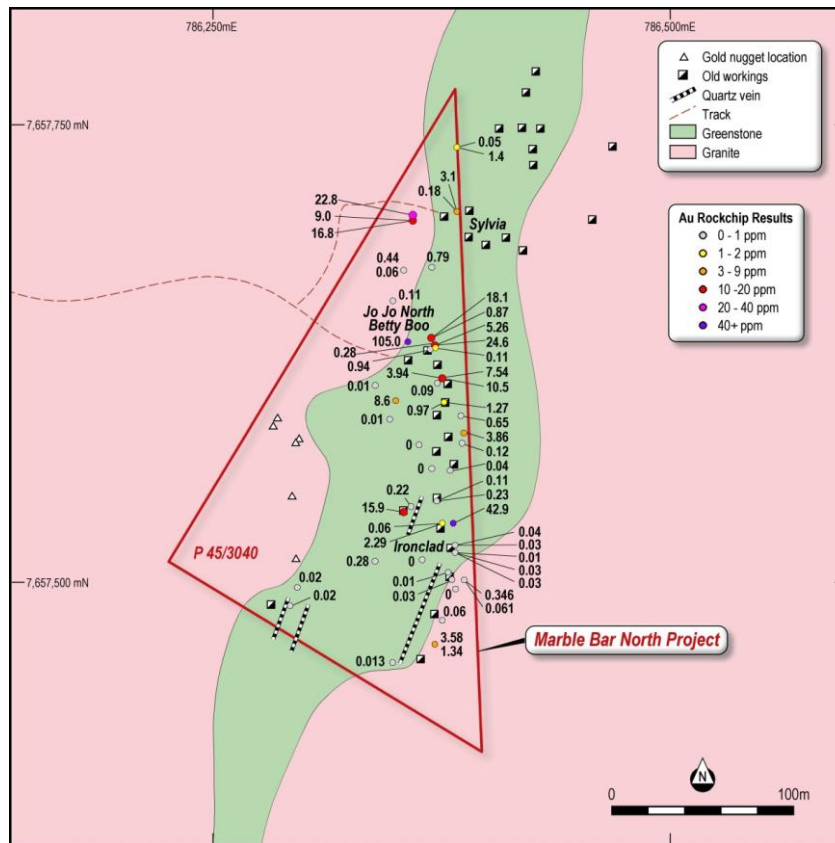 786,250mE
786,500mE
7,657,750 mN
7,657,500 mN
Gold nugget location
Old workings
Quartz vein
Track
Greenstone
Granite
Au Rockchip Results
0 - 1 ppm
1 - 2 ppm
3 - 9 ppm
10 -20 ppm
20 - 40 ppm
40+ ppm
0.05
1.4
3.1
0.18
22.8
9.0
16.8
Sylvia
0.44
0.06
0.79
0.11
Jo Jo North
Betty Boo
105.0
0.28
0.94
3.94
18.1
0.87
5.26
24.6
0.11
7.54
10.5
0.01
0.09
8.6
0.97
1.27
0.01
0.65
3.86
0
0.12
0
0.04
0.11
0.22
0.23
15.9
42.9
0.06
2.29
Ironclad
0.04
0.03
0.01
0.03
0.03
P 45/3040
0.28
0
0.01
0.03
0
0.346
0.061
0.02
0.02
0.06
3.58
1.34
0.013
Marble Bar North Project
N
0
100m